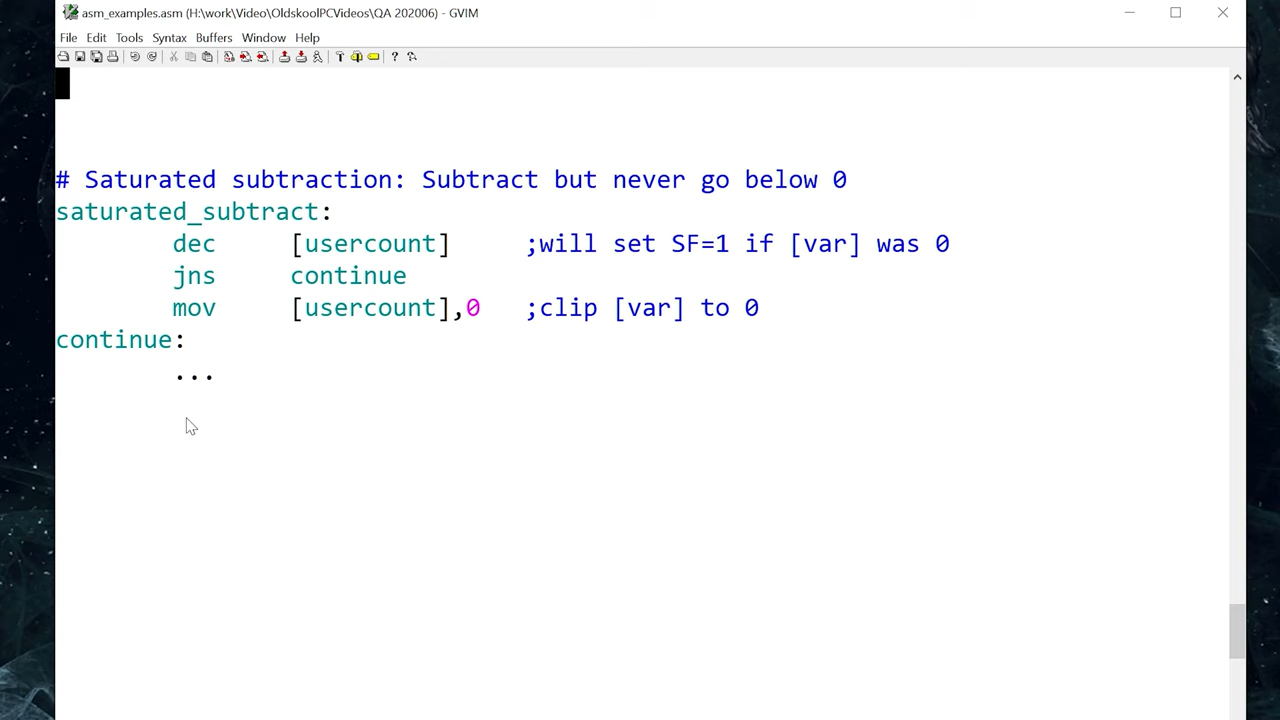 asm_examples.asm (H:\work\Video\OldskoolPCVideos\QA 202006) - GVIM
File Edit Tools Syntax Buffers Window Help
# Saturated subtraction: Subtract but never go below 0
saturated_subtract:
dec [usercount] ;will set SF=1 if [var] was 0
jns continue
mov [usercount],0 ;clip [var] to 0
continue:
...